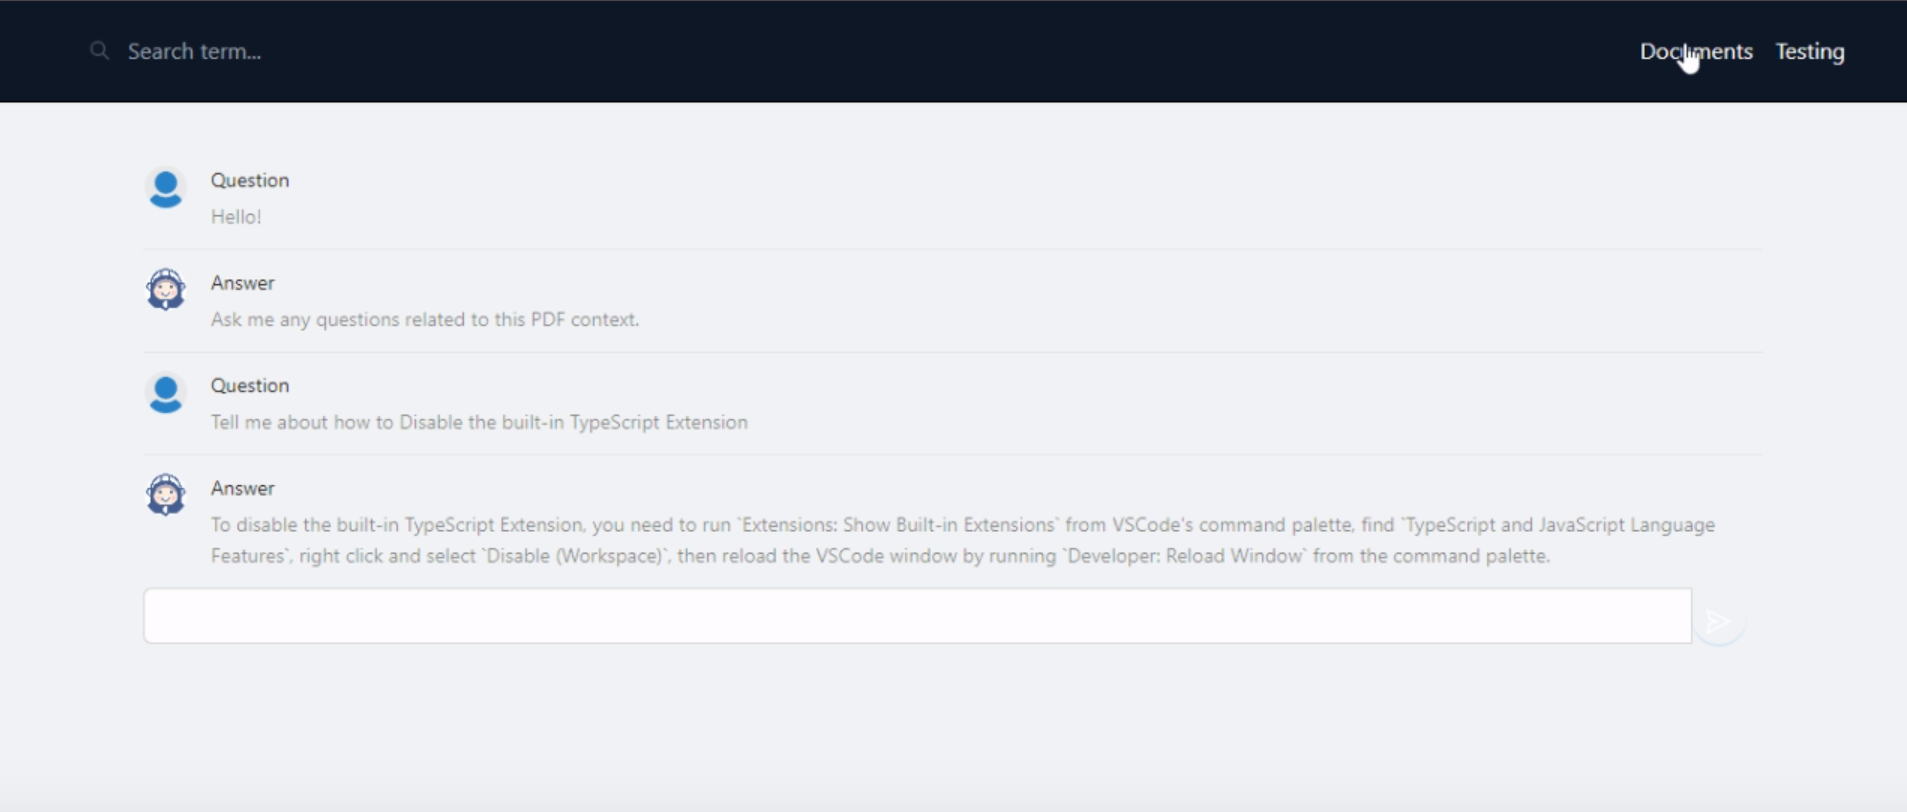 Search term...
Documents Testing
Question
Hello!
Answer
Ask me any questions related to this PDF context.
Question
Tell me about how to Disable the built-in TypeScript Extension
Answer
To disable the built-in TypeScript Extension, you need to run `Extensions: Show Built-in Extensions` from VSCode's command palette, find `TypeScript and JavaScript Language
Features`, right click and select `Disable (Workspace)`, then reload the VSCode window by running `Developer: Reload Window` from the command palette.